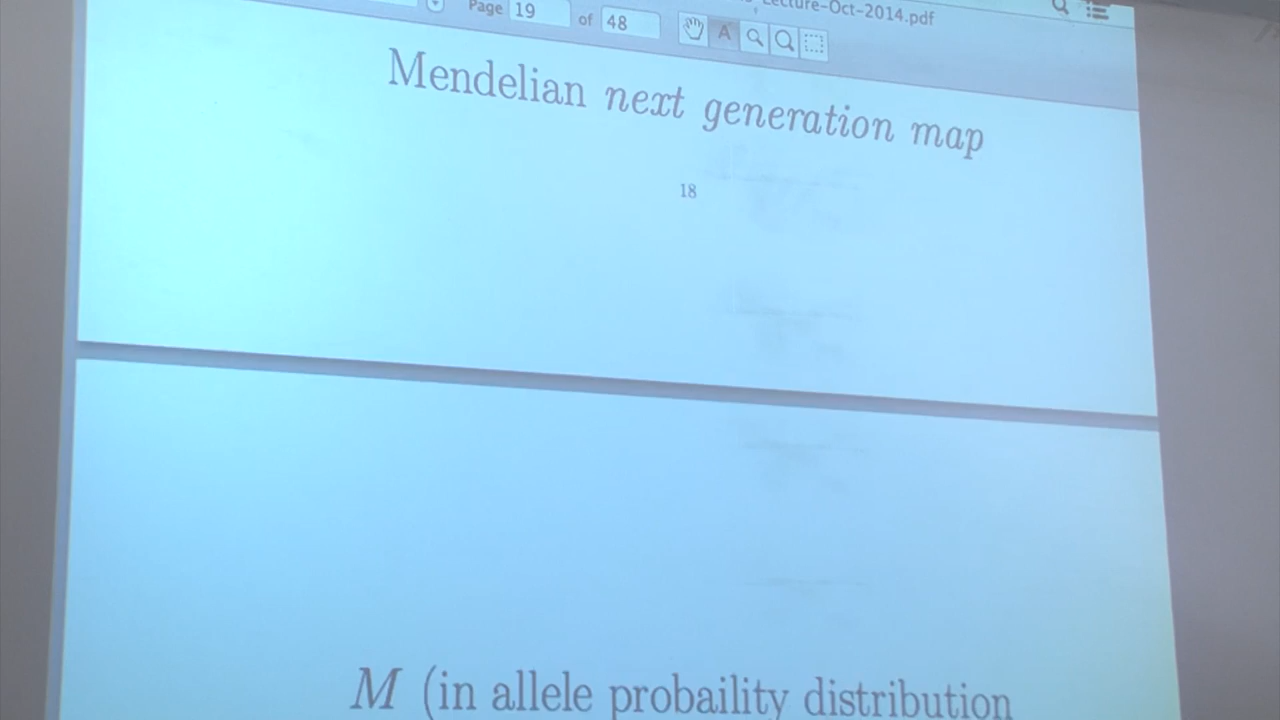 Lecture-Oct-2014.pdf
Page 19 of 48
A
Mendelian next generation map
18
M (in allele probaility distribution